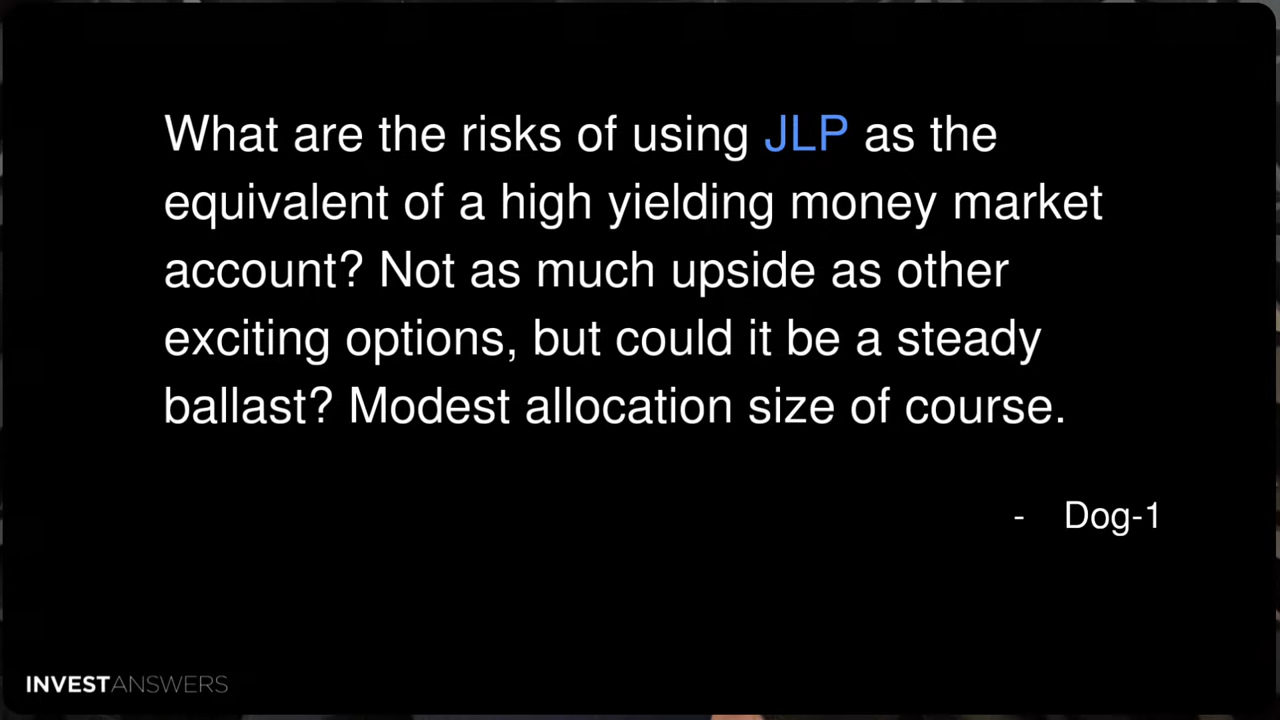 What are the risks of using JLP as the
equivalent of a high yielding money market
account? Not as much upside as other
exciting options, but could it be a steady
ballast? Modest allocation size of course.
- Dog-1
INVESTANSWERS